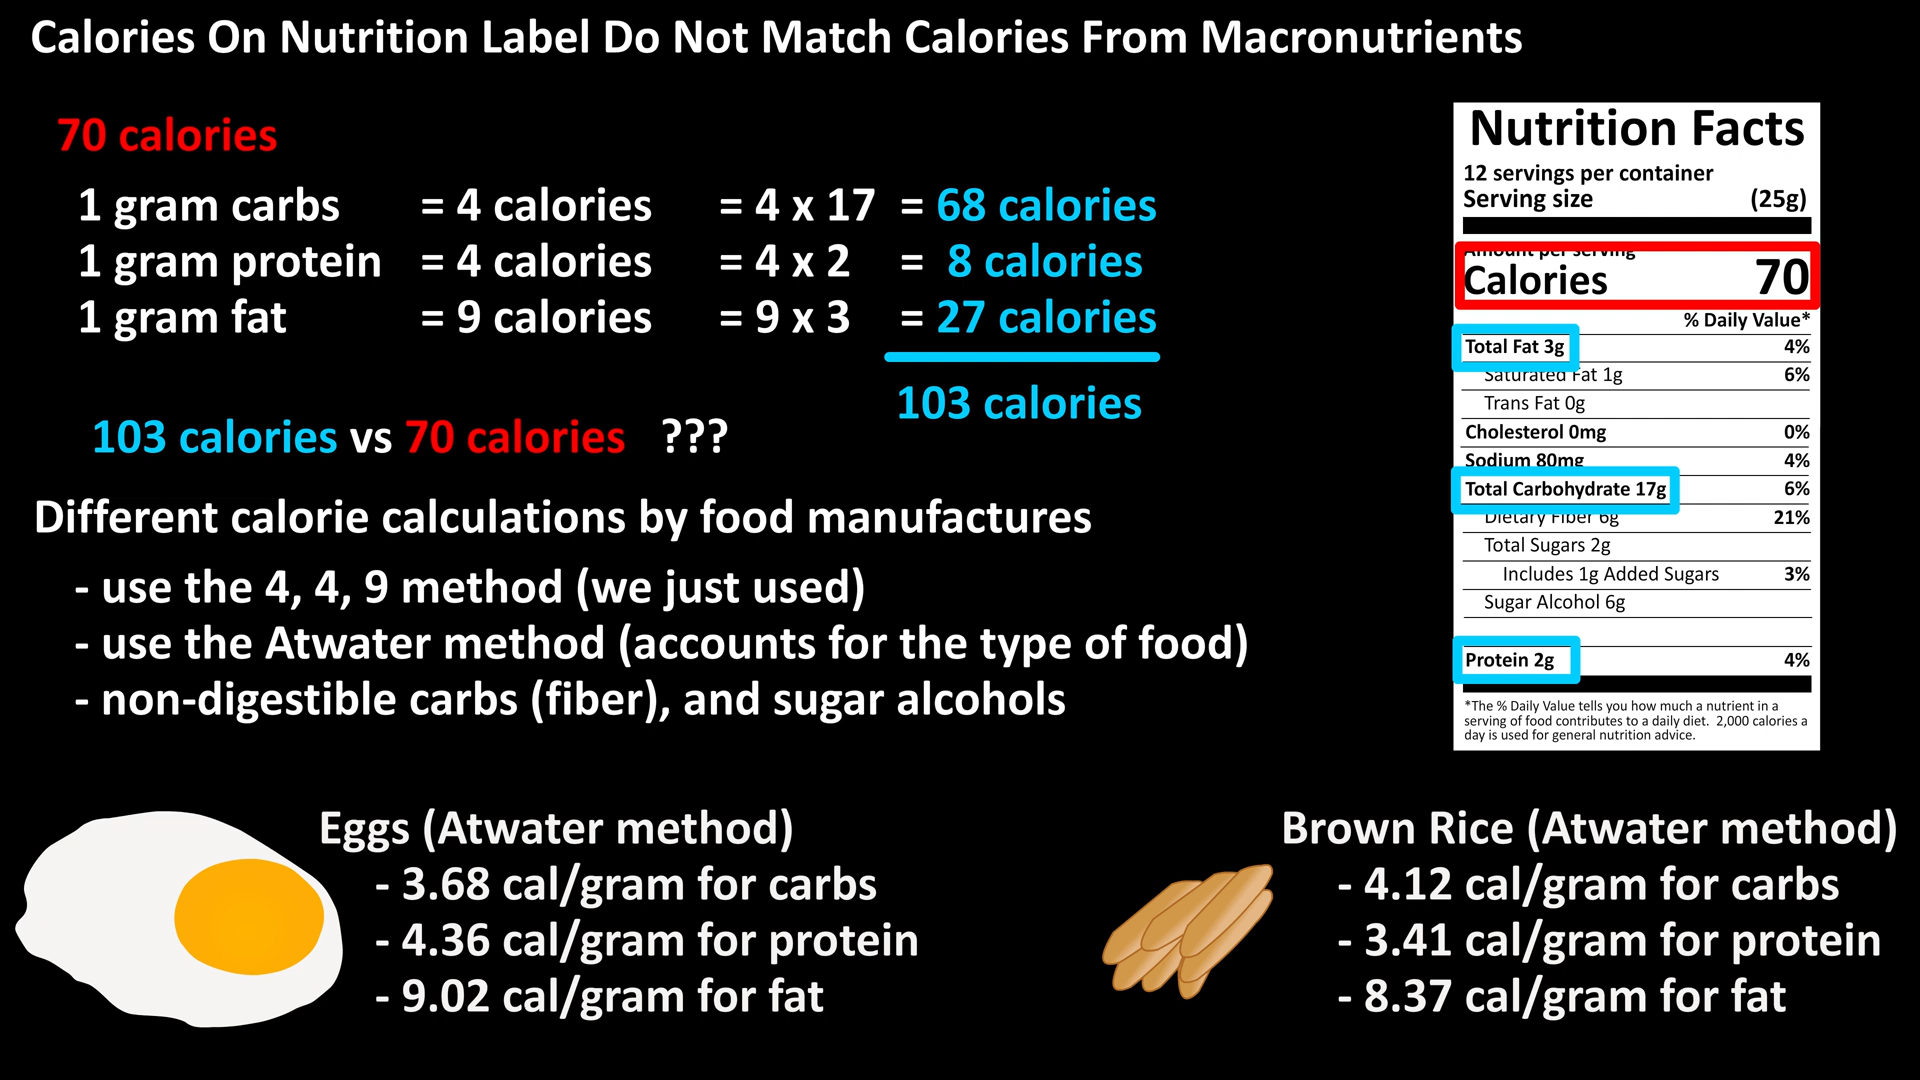 Calories On Nutrition Label Do Not Match Calories From Macronutrients
70 calories
1 gram carbs = 4 calories = 4 x 17 = 68 calories
1 gram protein = 4 calories = 4 x 2 = 8 calories
1 gram fat = 9 calories = 9 x 3 = 27 calories
103 calories
103 calories vs 70 calories ???
Different calorie calculations by food manufactures
- use the 4, 4, 9 method (we just used)
- use the Atwater method (accounts for the type of food)
- non-digestible carbs (fiber), and sugar alcohols
Nutrition Facts
12 servings per container
Serving size (25g)
Amount per serving
Calories 70
% Daily Value*
Total Fat 3g 4%
Saturated Fat 1g 6%
Trans Fat 0g
Cholesterol 0mg 0%
Sodium 80mg 4%
Total Carbohydrate 17g 6%
Dietary Fiber 6g 21%
Total Sugars 2g
Includes 1g Added Sugars 3%
Sugar Alcohol 6g
Protein 2g 4%
*The % Daily Value tells you how much a nutrient in a
serving of food contributes to a daily diet. 2,000 calories a
day is used for general nutrition advice.
Eggs (Atwater method)
- 3.68 cal/gram for carbs
- 4.36 cal/gram for protein
- 9.02 cal/gram for fat
Brown Rice (Atwater method)
- 4.12 cal/gram for carbs
- 3.41 cal/gram for protein
- 8.37 cal/gram for fat